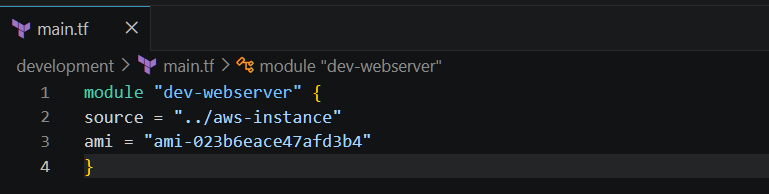 main.tf
development > main.tf > module "dev-webserver"
1 module "dev-webserver" {
2 source = "../aws-instance"
3 ami = "ami-023b6eace47afd3b4"
4 }